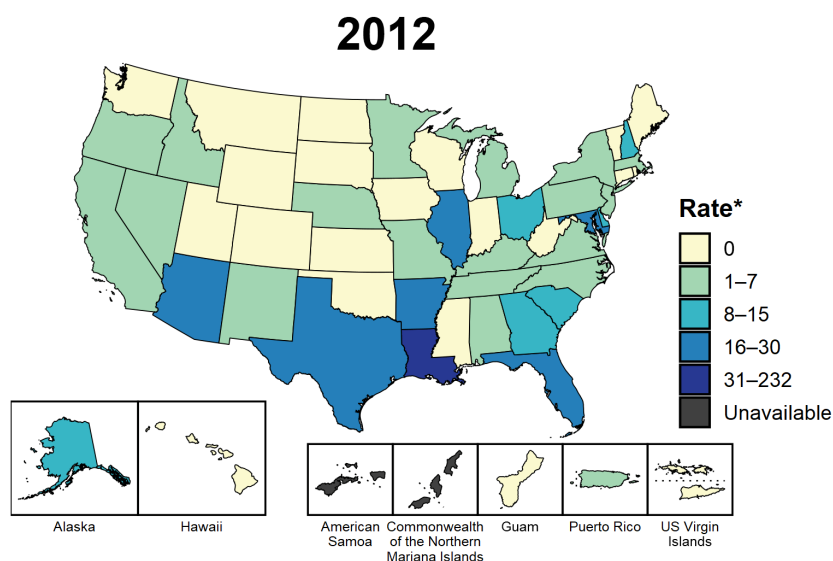 2012
Rate*
0
1–7
8–15
16–30
31–232
Unavailable
Alaska
Hawaii
American
Samoa
Commonwealth
of the Northern
Mariana Islands
Guam
Puerto Rico
US Virgin
Islands